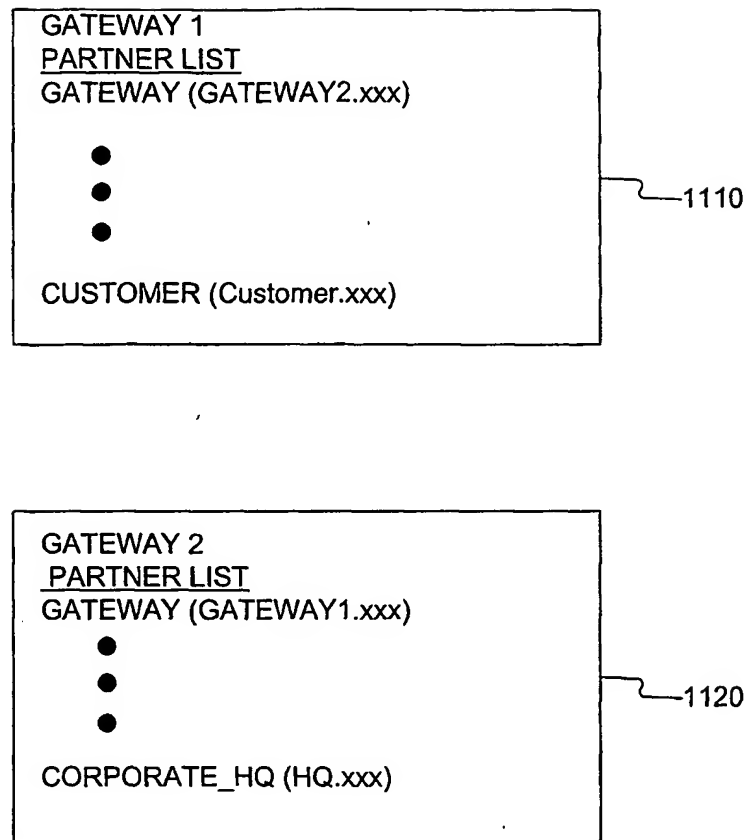 GATEWAY 1
PARTNER LIST
GATEWAY (GATEWAY2.xxx)
CUSTOMER (Customer.xxx)
1110
GATEWAY 2
PARTNER LIST
GATEWAY (GATEWAY1.xxx)
CORPORATE_HQ (HQ.xxx)
1120